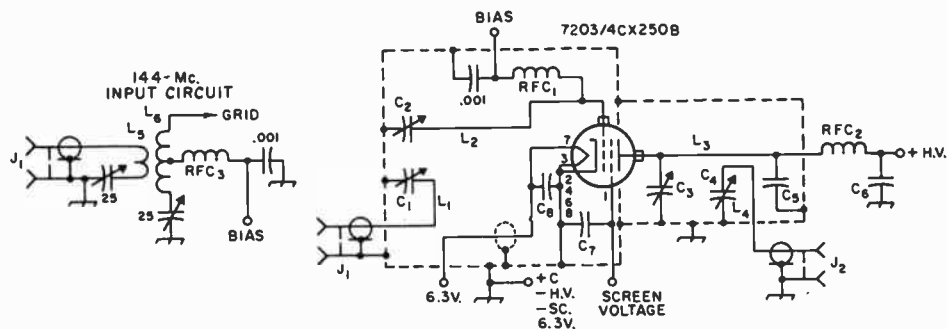 144-Mc.
INPUT CIRCUIT
L6
GRID
L5
J1
25
25
RFC3
.001
BIAS
BIAS
7203/4CX250B
.001
RFC1
C2
L2
C1
L1
J1
7
3
2
4
6
8
1
C8
C7
6.3V.
+C
-H.V.
-SC.
6.3V.
SCREEN
VOLTAGE
L3
C3
C4
L4
C5
RFC2
+H.V.
C6
J2